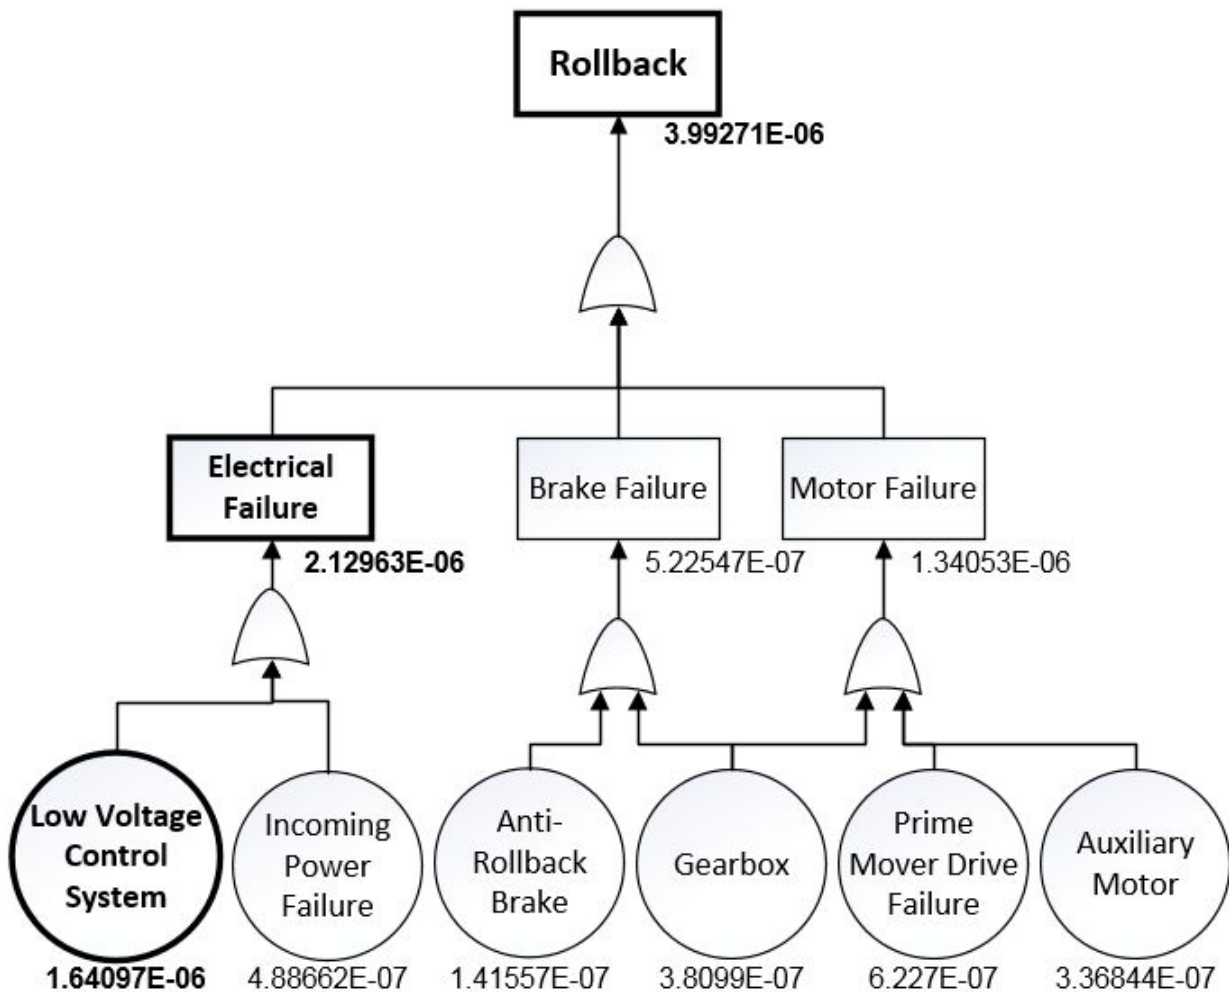 Rollback
3.99271E-06
Electrical
Failure
2.12963E-06
Brake Failure
5.22547E-07
Motor Failure
1.34053E-06
Low Voltage
Control
System
1.64097E-06
Incoming
Power
Failure
4.88662E-07
Anti-
Rollback
Brake
1.41557E-07
Gearbox
3.8099E-07
Prime
Mover Drive
Failure
6.227E-07
Auxiliary
Motor
3.36844E-07